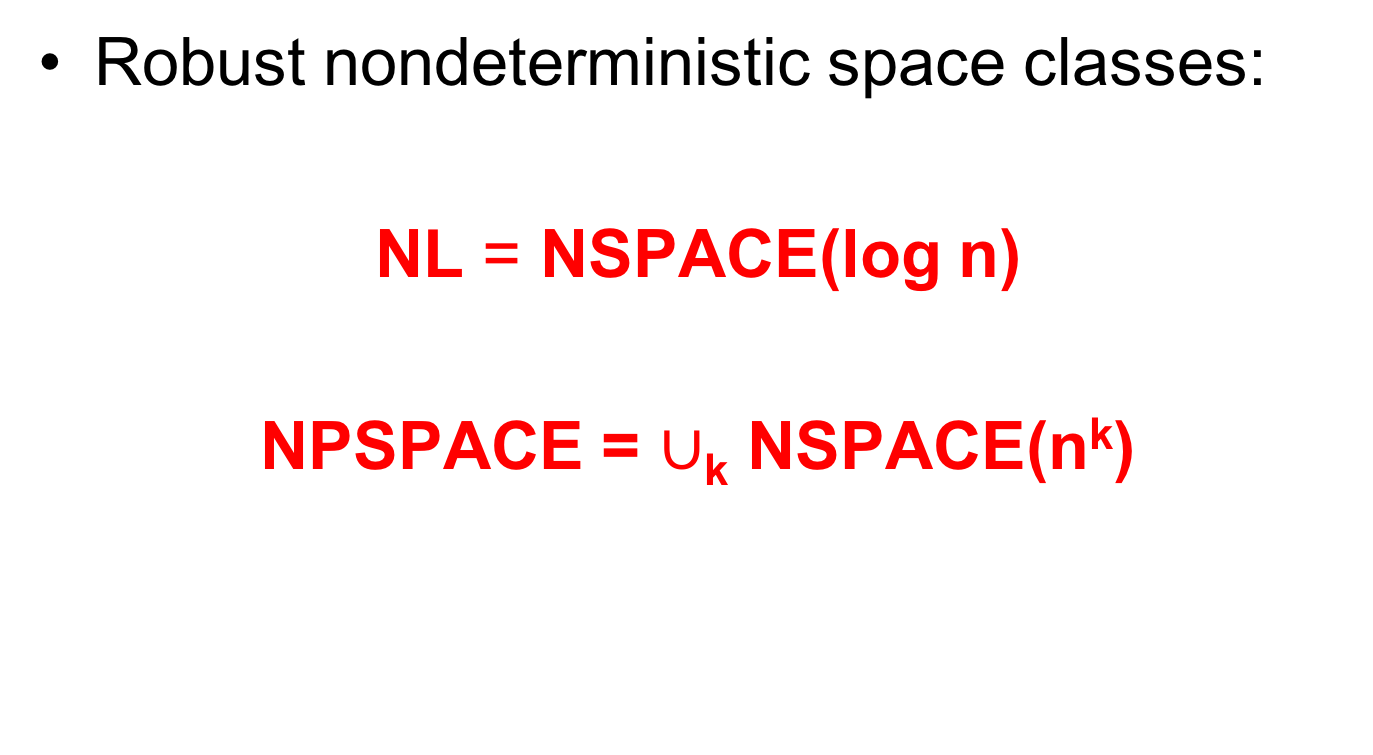 • Robust nondeterministic space classes:
NL = NSPACE(log n)
NPSPACE = ∪ₖ NSPACE(nᵏ)